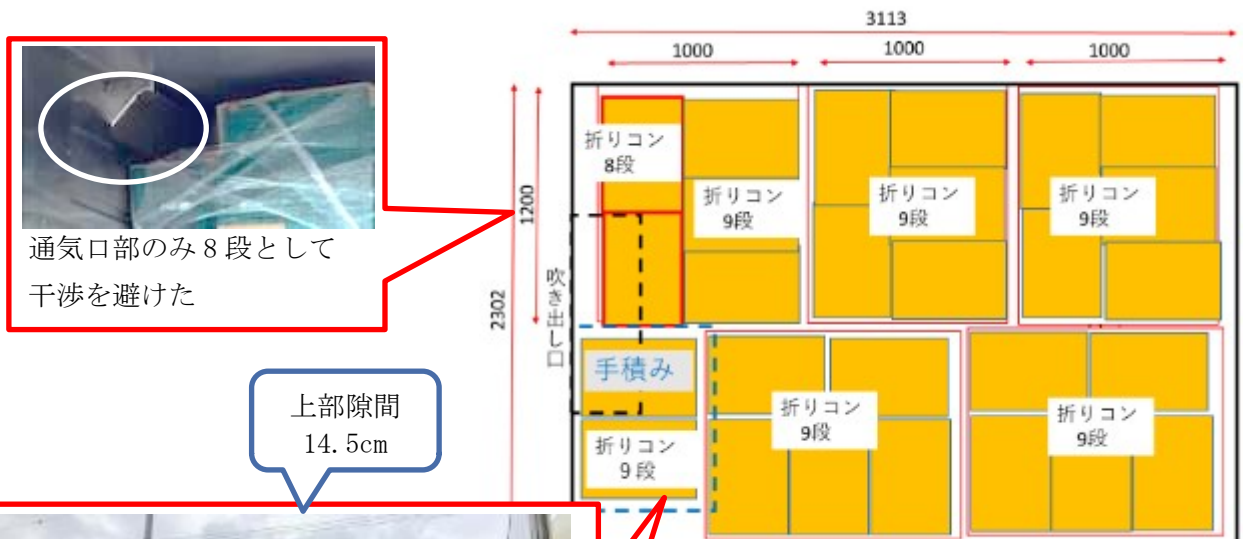 3113
1000
1000
1000
通気口部のみ８段として
干渉を避けた
2302
1200
吹き出し口
折りコン
8段
折りコン
9段
折りコン
9段
折りコン
9段
手積み
折りコン
９段
折りコン
9段
折りコン
9段
上部隙間
14.5cm